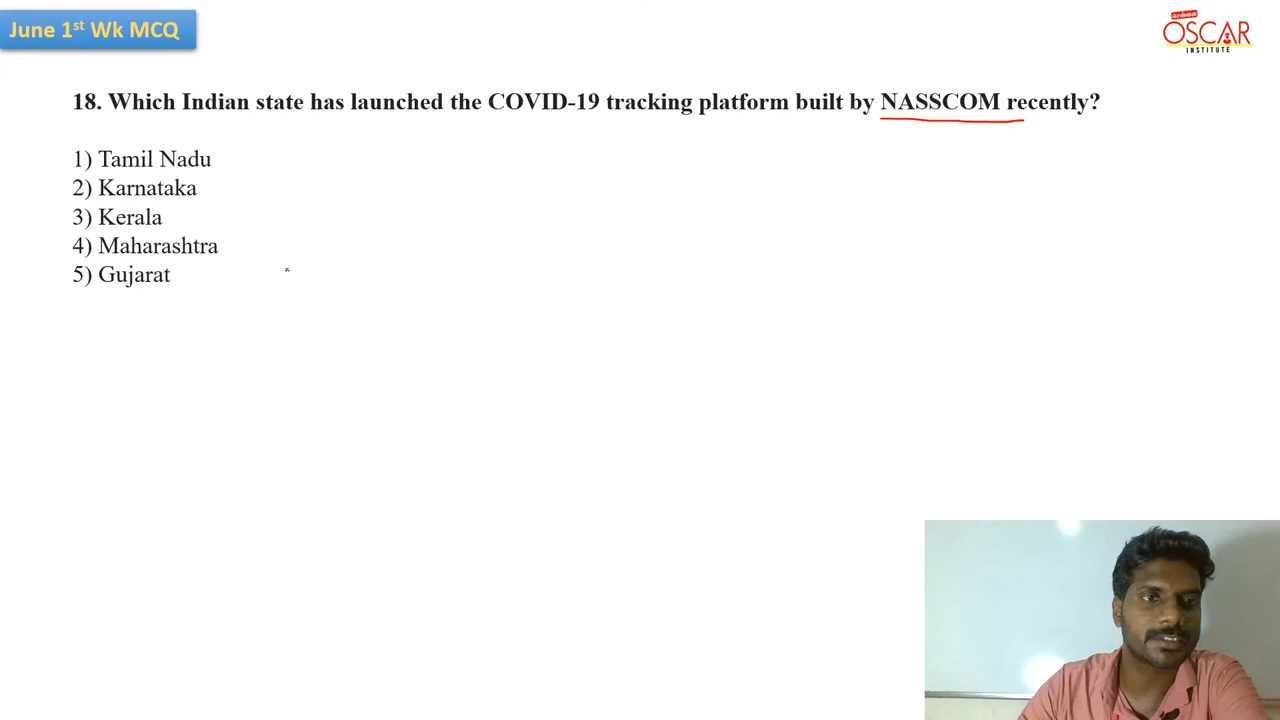 June 1st Wk MCQ
சென்னை
OSCAR
INSTITUTE
18. Which Indian state has launched the COVID-19 tracking platform built by NASSCOM recently?
1) Tamil Nadu
2) Karnataka
3) Kerala
4) Maharashtra
5) Gujarat